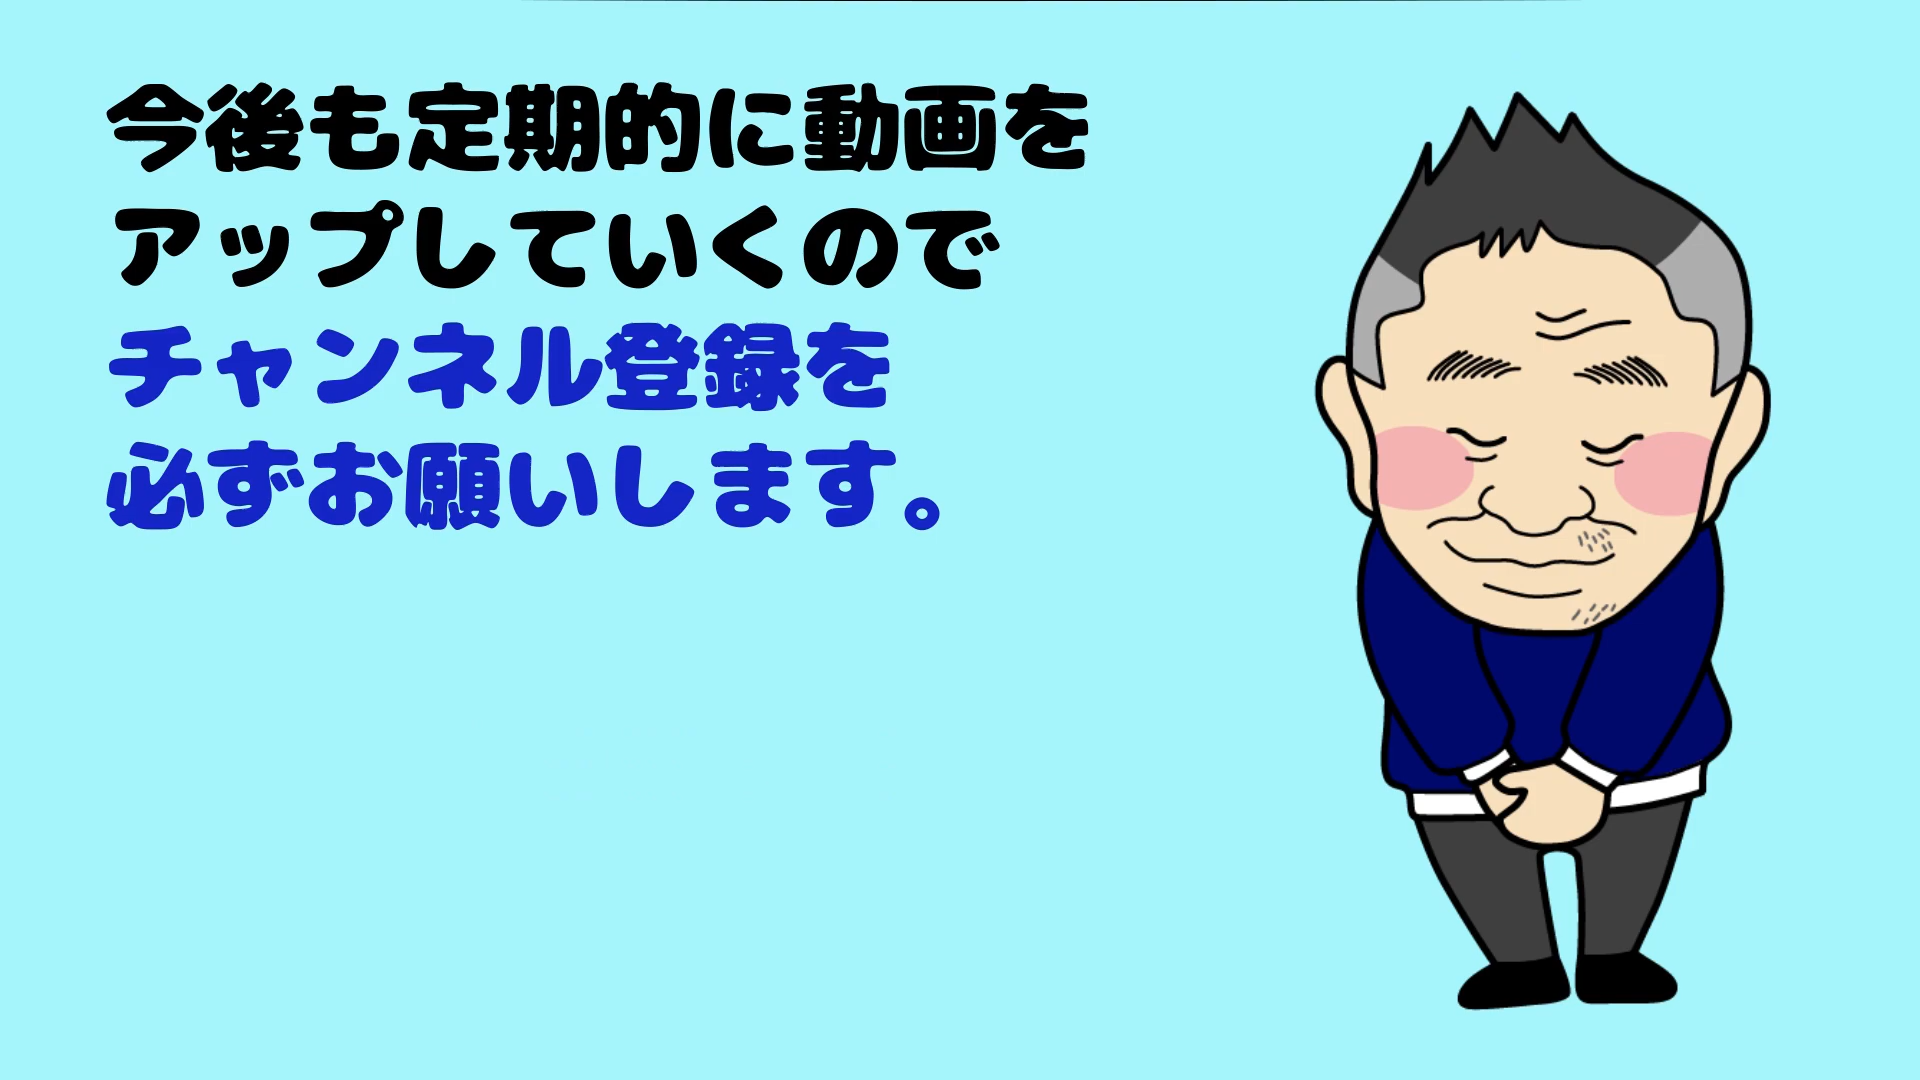 今後も定期的に動画を
アップしていくので
チャンネル登録を
必ずお願いします。